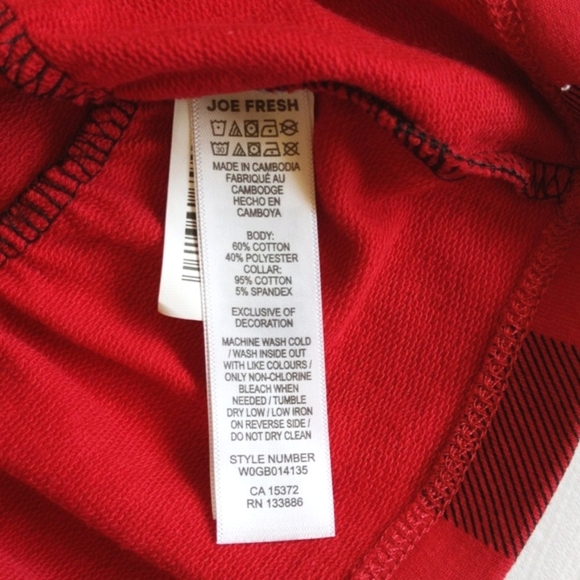 JOE FRESH
30
MADE IN CAMBODIA
FABRIQUÉ AU
CAMBODGE
HECHO EN
CAMBOYA
BODY:
60% COTTON
40% POLYESTER
COLLAR:
95% COTTON
5% SPANDEX
EXCLUSIVE OF
DECORATION
MACHINE WASH COLD
/ WASH INSIDE OUT
WITH LIKE COLOURS /
ONLY NON-CHLORINE
BLEACH WHEN
NEEDED / TUMBLE
DRY LOW / LOW IRON
ON REVERSE SIDE /
DO NOT DRY CLEAN
STYLE NUMBER
W0GB014135
CA 15372
RN 133886